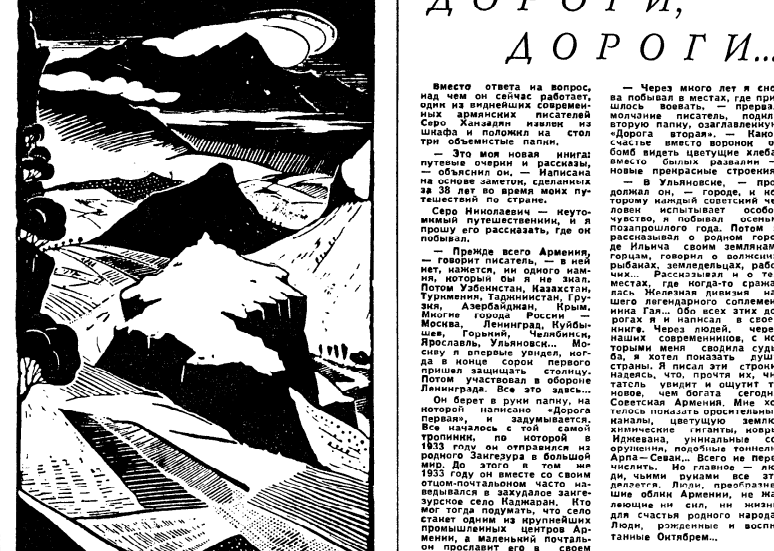 ДОРОГИ,
ДОРОГИ...
Вместо ответа на вопрос,
над чем он сейчас работает,
один из виднейших современ-
ных армянских писателей
Серо Ханзадян извлек из
шкафа и положил на стол
три объемистые папки.
— Это моя новая книга:
путевые очерки и рассказы,
— объяснил он. — Написана
на основе заметок, сделанных
за 38 лет во время моих пу-
тешествий по стране.
Серо Николаевич — неуто-
мимый путешественник, и я
прошу его рассказать, где он
побывал.
— Прежде всего Армения,
— говорит писатель, — в ней
нет, кажется, ни одного кам-
ня, который бы я не знал.
Потом Узбекистан, Казахстан,
Туркмения, Таджикистан, Гру-
зия, Азербайджан, Крым.
Многие города России —
Москва, Ленинград, Куйбы-
шев, Горький, Челябинск,
Ярославль, Ульяновск... Мо-
скву я впервые увидел, ког-
да в конце сорок первого
пришел защищать столицу.
Потом участвовал в обороне
Ленинграда. Все это здесь...
Он берет в руки папку, на
которой написано «Дорога
первая», и задумывается.
Все началось с той самой
тропинки, по которой в
1933 году он отправился из
родного Зангезура в большой
мир. До этого в том же
1933 году он вместе со своим
отцом-почтальоном часто на-
ведывался в захудалое занге-
зурское село Каджаран. Кто
мог тогда подумать, что село
станет одним из крупнейших
промышленных центров Ар-
мении, а маленький почталь-
он прославит его в своем
— Через много лет я сно
ва побывал в местах, где при
шлось воевать, — прерва
молчание писатель, подня
вторую папку, озаглавленную
«Дорога вторая». — Како
счастье вместо воронок о
бомб видеть цветущие хлеба
вместо былых развалин —
новые прекрасные строения
— В Ульяновске, — про
должал он, — городе, к ко
торому каждый советский че
ловек испытывает особо
чувство, я побывал осень
позапрошлого года. Потом
рассказывал о родном горо
де Ильича своим землякам
горцам, говорил о волжских
рыбаках, земледельцах, рабо
чих... Рассказывал и о те
местах, где когда-то сража
лась Железная дивизия на
шего легендарного соплеме
ника Гая... Обо всех этих до
рогах я и написал в свое
книге. Через людей, чере
наших современников, с ко
торыми меня сводила судь
ба, я хотел показать душ
страны. Я писал эти строки
надеясь, что, прочтя их, чи
татель увидит и ощутит т
новое, чем богата сегодн
Советская Армения. Мне хо
телось показать оросительны
каналы, цветущую землю
химические гиганты, ковры
Иджевана, уникальные со
оружения, подобные тоннелю
Арпа—Севан... Всего не пере
числить. Но главное — лю
ди, чьими руками все эт
делается. Люди, преобразив
шие облик Армении, не жа
леющие ни сил, ни жизни
для счастья родного народа
Люди, рожденные и воспи
танные Октябрем...